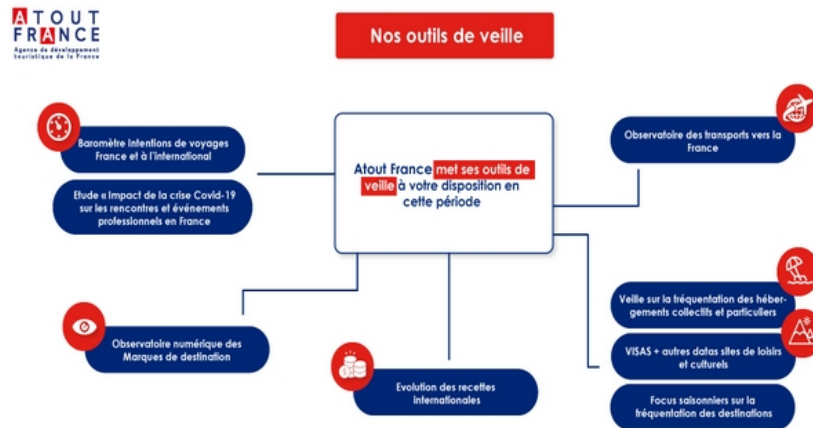 ATOUT
FRANCE
Agence de développement
touristique de la France
Nos outils de veille
Baromètre Intentions de voyages
France et à l'international
Etude « Impact de la crise Covid-19
sur les rencontres et événements
professionnels en France
Atout France met ses outils de
veille à votre disposition en
cette période
Observatoire des transports vers la
France
Observatoire numérique des
Marques de destination
Evolution des recettes
internationales
Veille sur la fréquentation des héber-
gements collectifs et particuliers
VISAS + autres datas sites de loisirs
et culturels
Focus saisonniers sur la
fréquentation des destinations